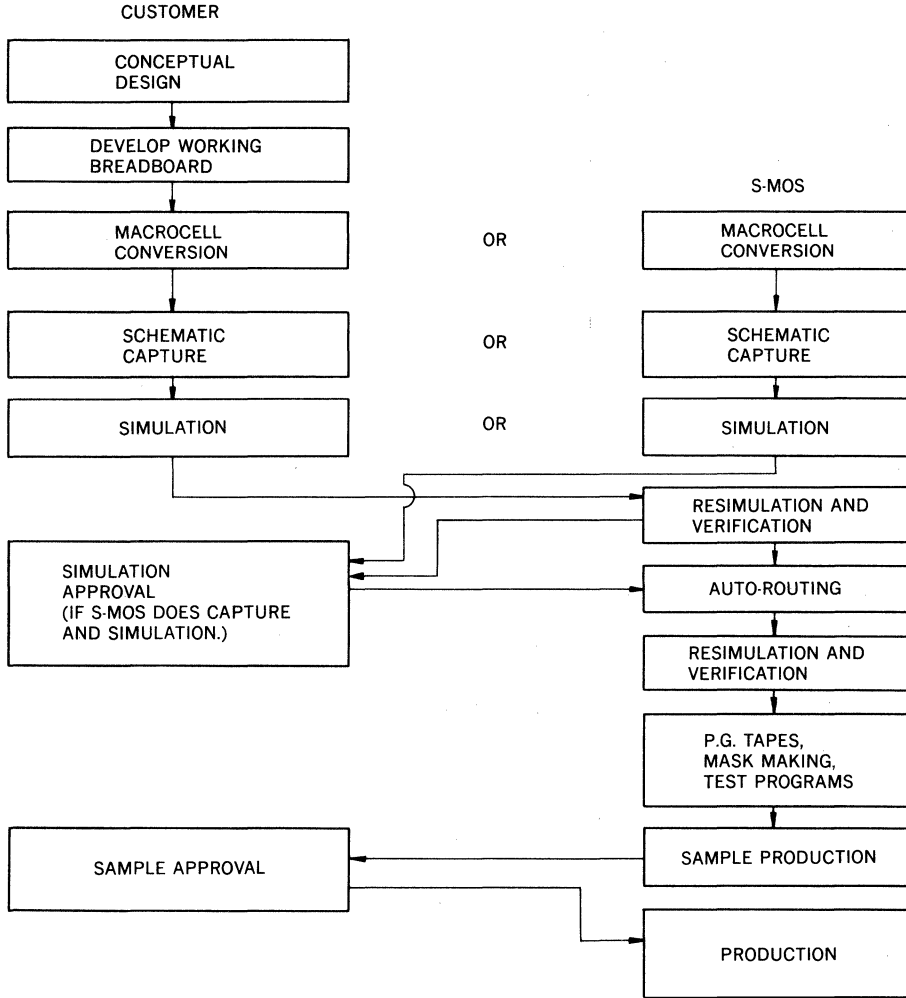 CUSTOMER
CONCEPTUAL
DESIGN
DEVELOP WORKING
BREADBOARD
S-MOS
MACROCELL
CONVERSION
OR
MACROCELL
CONVERSION
SCHEMATIC
CAPTURE
OR
SCHEMATIC
CAPTURE
SIMULATION
OR
SIMULATION
RESIMULATION AND
VERIFICATION
SIMULATION
APPROVAL
(IF S-MOS DOES CAPTURE
AND SIMULATION.)
AUTO-ROUTING
RESIMULATION AND
VERIFICATION
P.G. TAPES,
MASK MAKING,
TEST PROGRAMS
SAMPLE PRODUCTION
SAMPLE APPROVAL
PRODUCTION